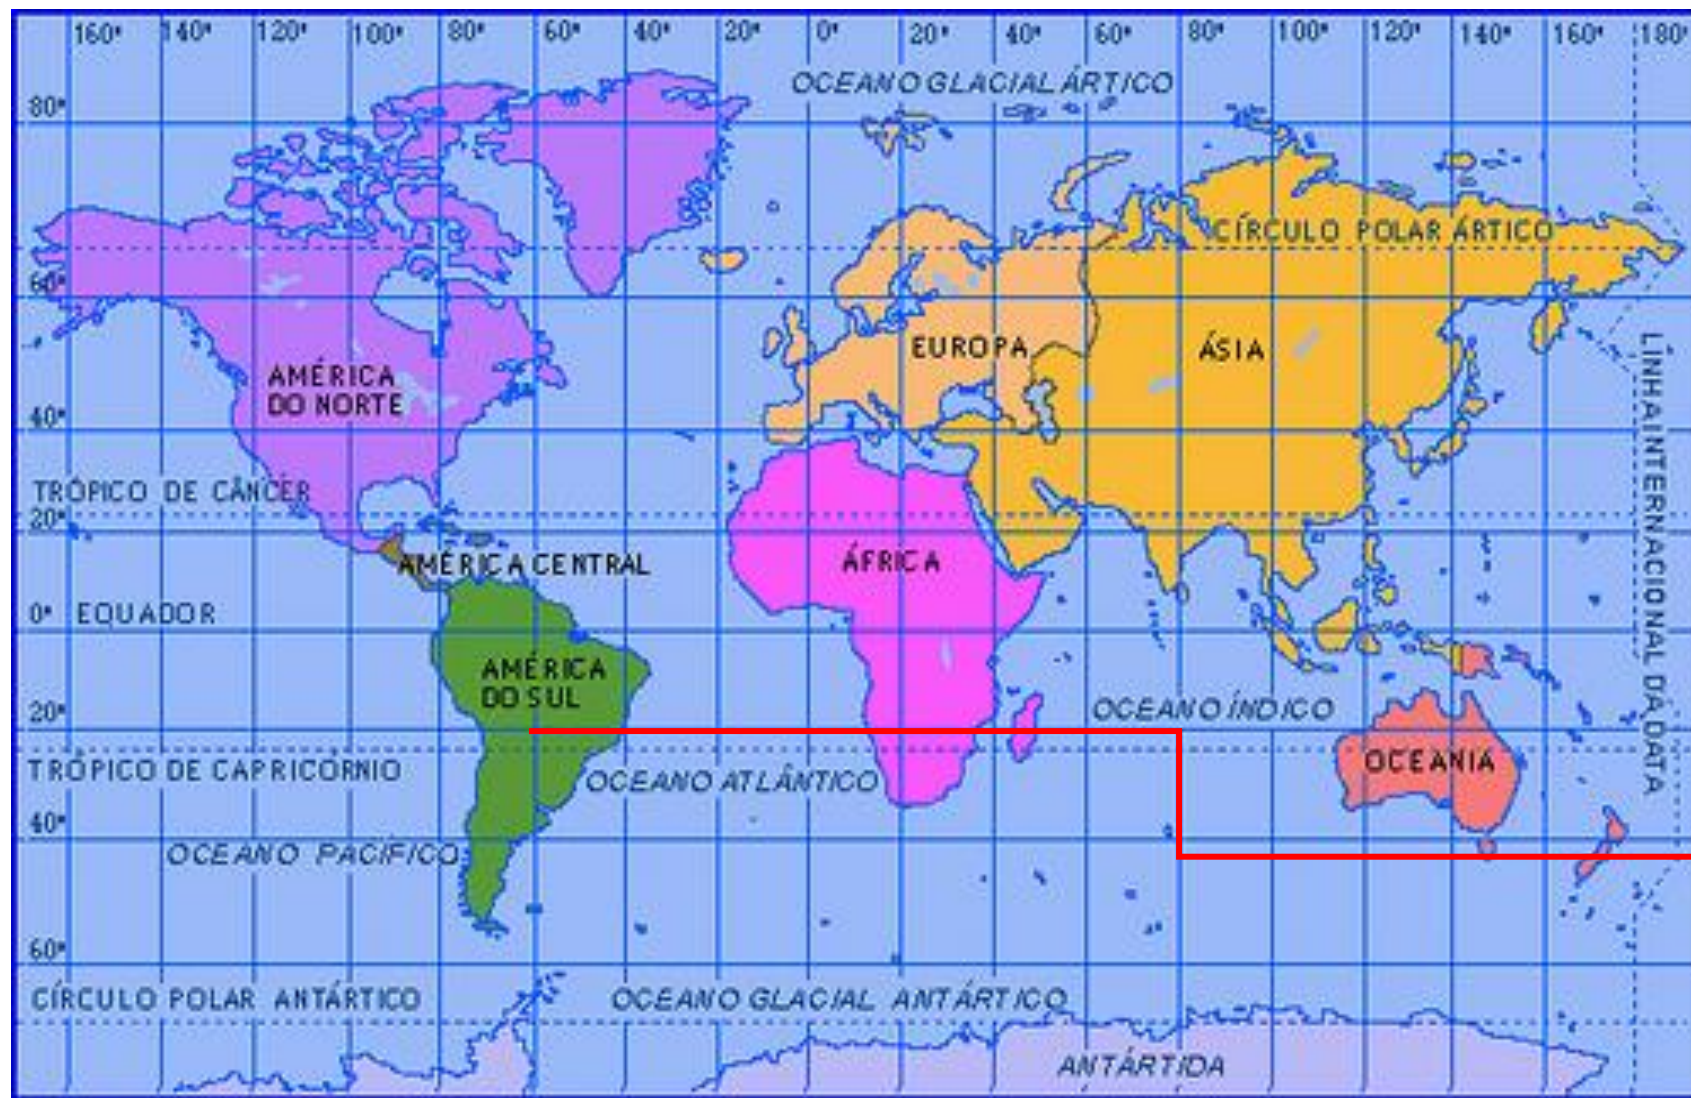 160° 140° 120° 100° 80° 60° 40° 20° 0° 20° 40° 60° 80° 100° 120° 140° 160° 180°
OCEANO GLACIAL ÁRTICO
80°
CÍRCULO POLAR ÁRTICO
60°
EUROPA
ÁSIA
AMÉRICA
DO NORTE
40°
LINHA INTERNACIONAL DA DATA
TRÓPICO DE CÂNCER
20°
AMÉRICA CENTRAL
ÁFRICA
0° EQUADOR
AMÉRICA
DO SUL
20°
OCEANO ÍNDICO
TRÓPICO DE CAPRICÓRNIO
OCEANO ATLÂNTICO
OCEANIA
40°
OCEANO PACÍFICO
60°
CÍRCULO POLAR ANTÁRTICO
OCEANO GLACIAL ANTÁRTICO
ANTÁRTIDA